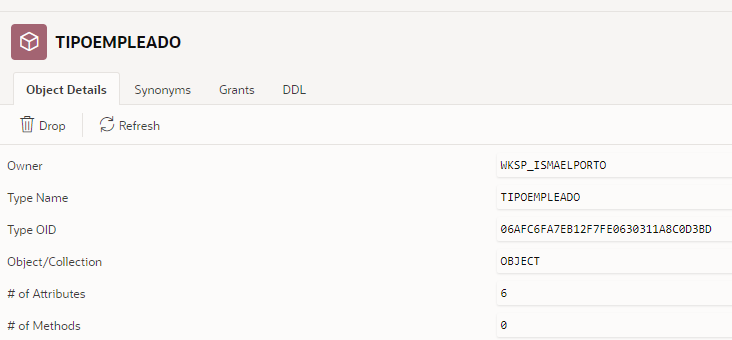 TIPOEMPLEADO
Object Details Synonyms Grants DDL
Drop Refresh
Owner WKSP_ISMAELPORTO
Type Name TIPOEMPLEADO
Type OID 06AFC6FA7EB12F7FE0630311A8C0D3BD
Object/Collection OBJECT
# of Attributes 6
# of Methods 0